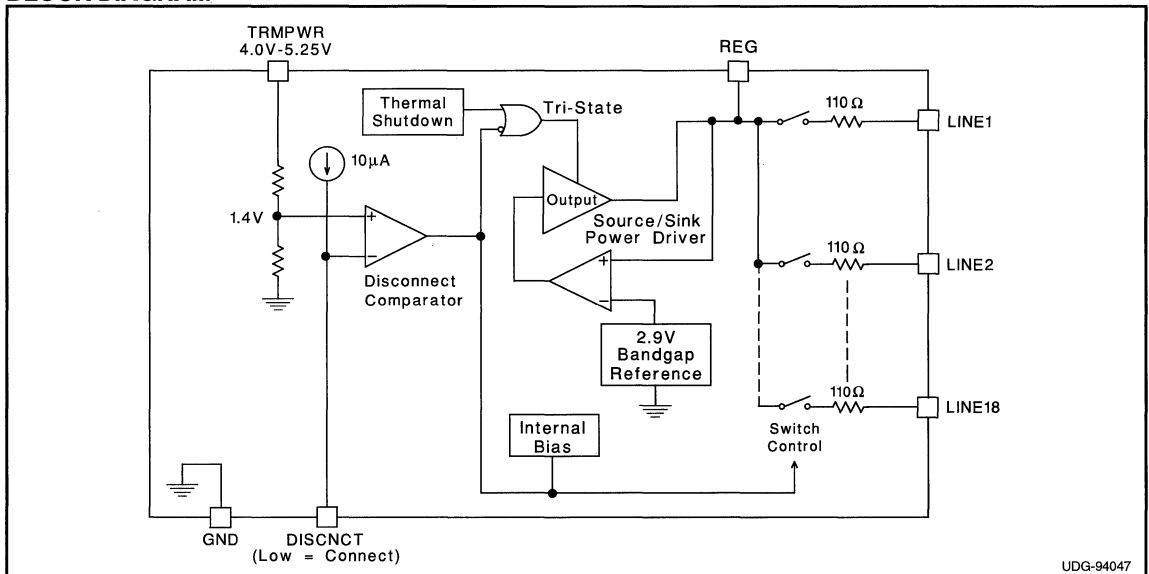 TRMPWR
4.0V-5.25V
REG
Thermal
Shutdown
Tri-State
110Ω
LINE1
10µA
1.4V
+
−
Output
Source/Sink
Power Driver
110Ω
LINE2
Disconnect
Comparator
+
−
2.9V
Bandgap
Reference
110Ω
LINE18
Switch
Control
Internal
Bias
GND
DISCNCT
(Low = Connect)
UDG-94047